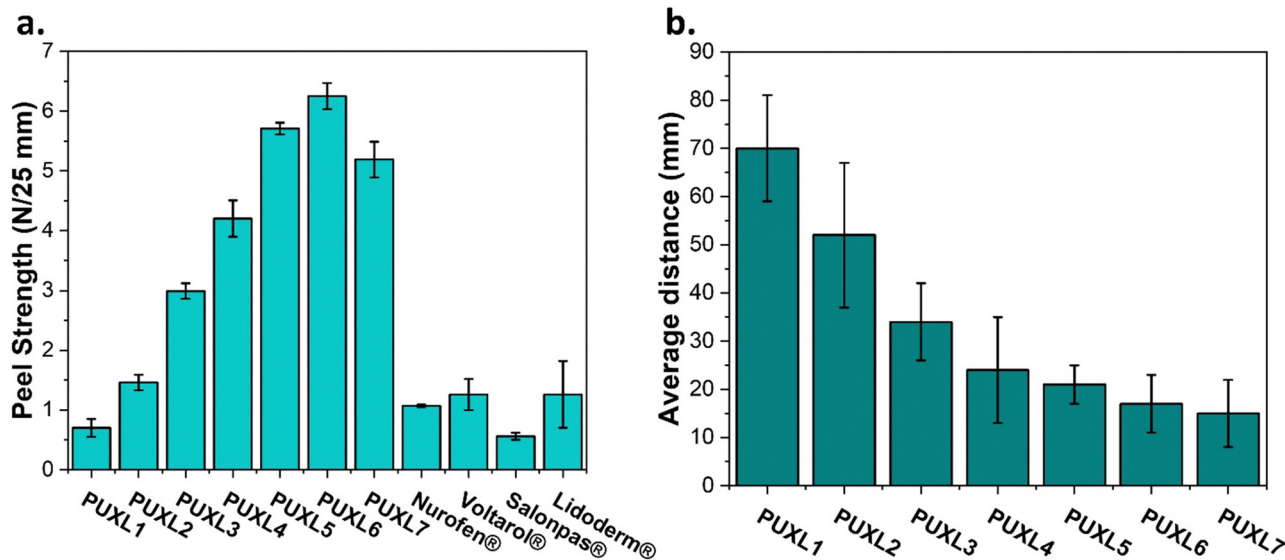 a.
Peel Strength (N/25 mm)
7
6
5
4
3
2
1
0
PUXL1
PUXL2
PUXL3
PUXL4
PUXL5
PUXL6
PUXL7
Nurofen®
Voltarol®
Salonpas®
Lidoderm®
b.
Average distance (mm)
90
80
70
60
50
40
30
20
10
0
PUXL1
PUXL2
PUXL3
PUXL4
PUXL5
PUXL6
PUXL7